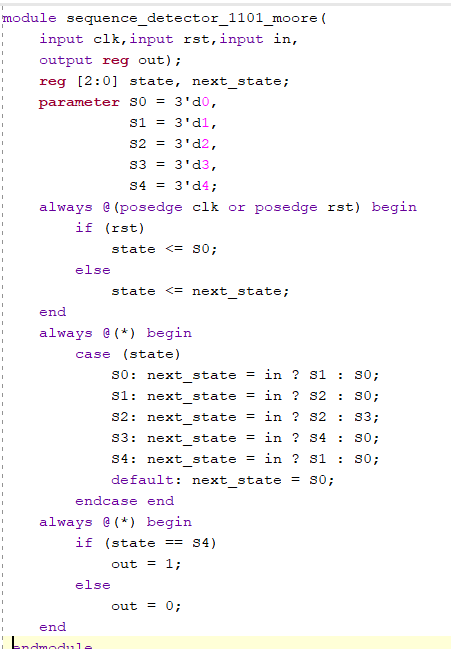 module sequence_detector_1101_moore(
    input clk,input rst,input in,
    output reg out);
    reg [2:0] state, next_state;
    parameter S0 = 3'd0,
              S1 = 3'd1,
              S2 = 3'd2,
              S3 = 3'd3,
              S4 = 3'd4;
    always @(posedge clk or posedge rst) begin
        if (rst)
            state <= S0;
        else
            state <= next_state;
    end
    always @(*) begin
        case (state)
            S0: next_state = in ? S1 : S0;
            S1: next_state = in ? S2 : S0;
            S2: next_state = in ? S2 : S3;
            S3: next_state = in ? S4 : S0;
            S4: next_state = in ? S1 : S0;
            default: next_state = S0;
        endcase end
    always @(*) begin
        if (state == S4)
            out = 1;
        else
            out = 0;
    end
endmodule